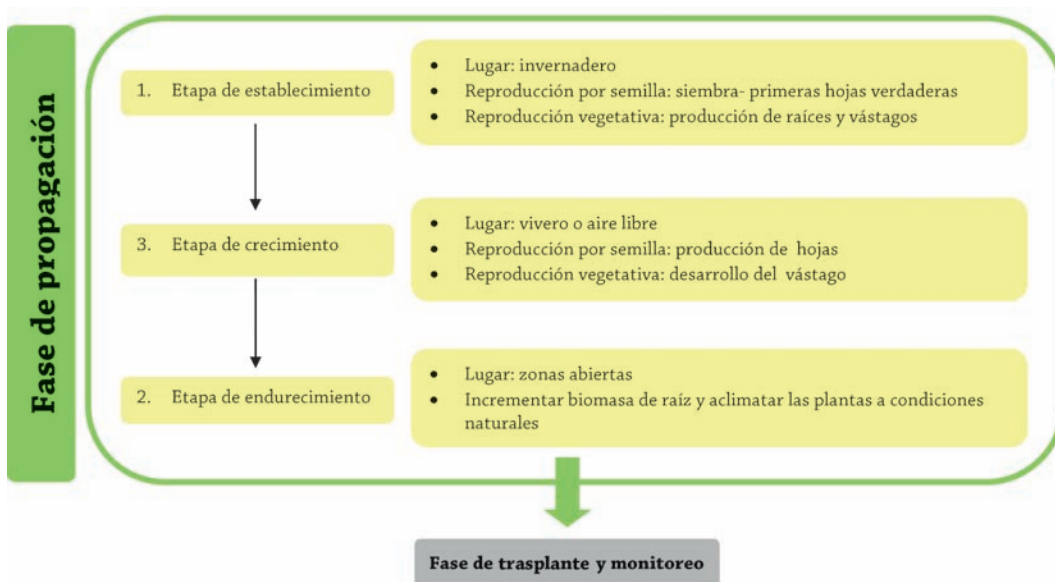 Fase de propagación
1. Etapa de establecimiento
• Lugar: invernadero
• Reproducción por semilla: siembra- primeras hojas verdaderas
• Reproducción vegetativa: producción de raíces y vástagos
3. Etapa de crecimiento
• Lugar: vivero o aire libre
• Reproducción por semilla: producción de hojas
• Reproducción vegetativa: desarrollo del vástago
2. Etapa de endurecimiento
• Lugar: zonas abiertas
• Incrementar biomasa de raíz y aclimatar las plantas a condiciones
naturales
Fase de trasplante y monitoreo